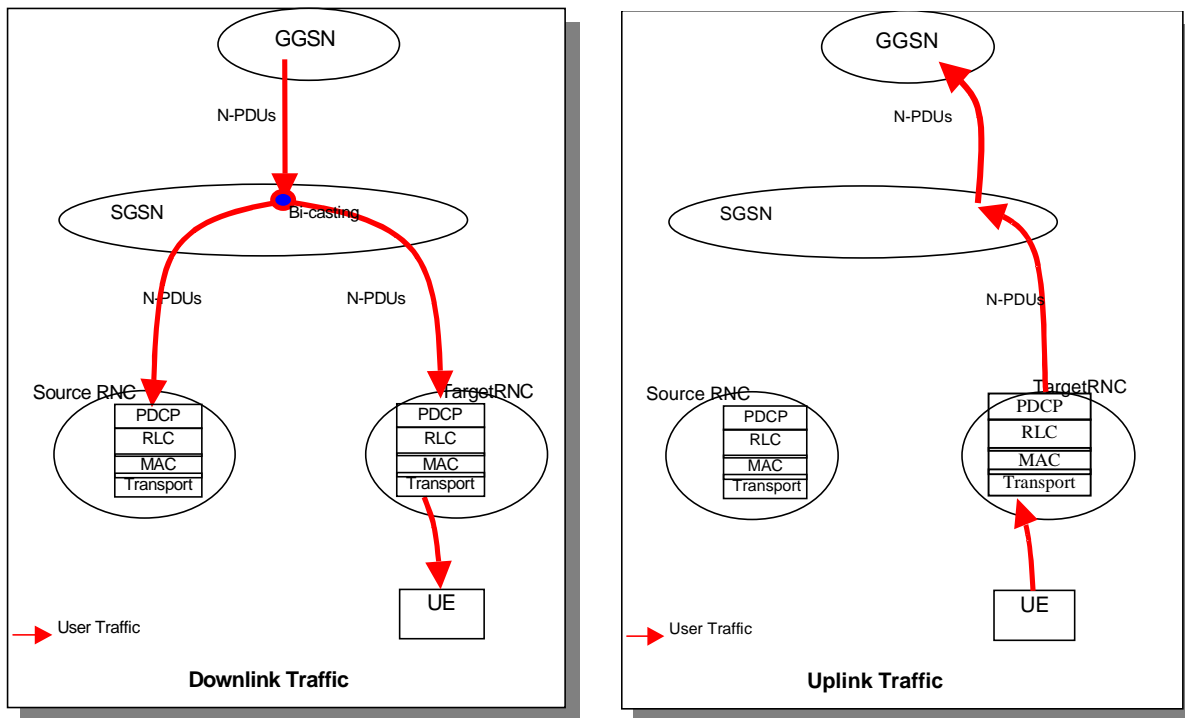 GGSN
N-PDUs
SGSN
Bi-casting
N-PDUs
N-PDUs
Source RNC
TargetRNC
PDCP
RLC
MAC
Transport
PDCP
RLC
MAC
Transport
UE
User Traffic
Downlink Traffic
GGSN
N-PDUs
SGSN
N-PDUs
Source RNC
TargetRNC
PDCP
RLC
MAC
Transport
PDCP
RLC
MAC
Transport
UE
User Traffic
Uplink Traffic